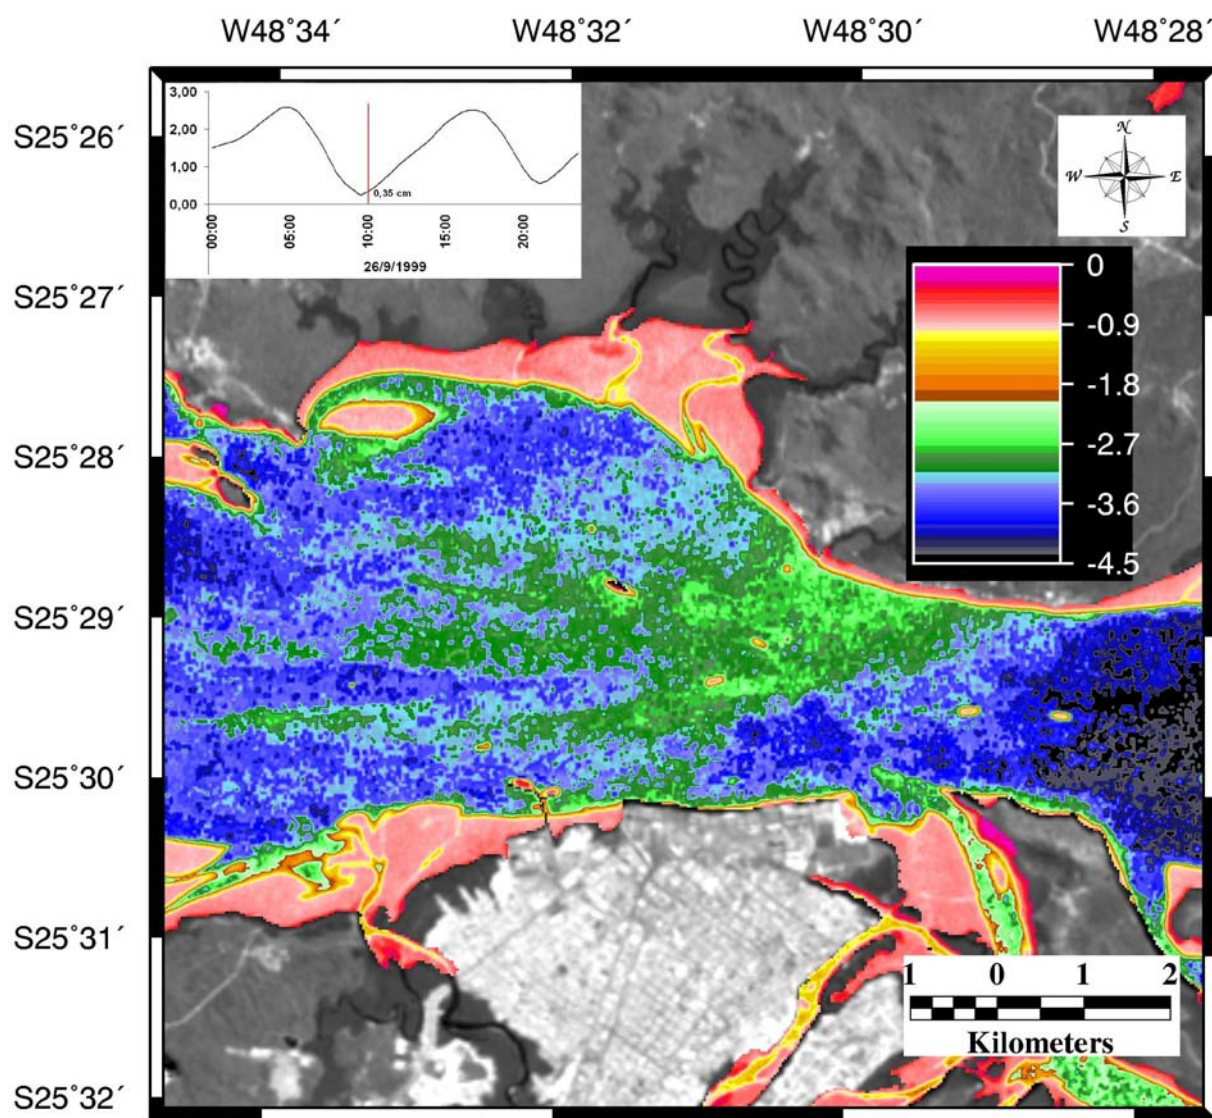 W48°34´ W48°32´ W48°30´ W48°28´
S25°26´
S25°27´
S25°28´
S25°29´
S25°30´
S25°31´
S25°32´
3,00
2,00
1,00
0,00
0,35 cm
00:00 05:00 10:00 15:00 20:00
26/9/1999
N
W E
S
0
-0.9
-1.8
-2.7
-3.6
-4.5
1 0 1 2
Kilometers